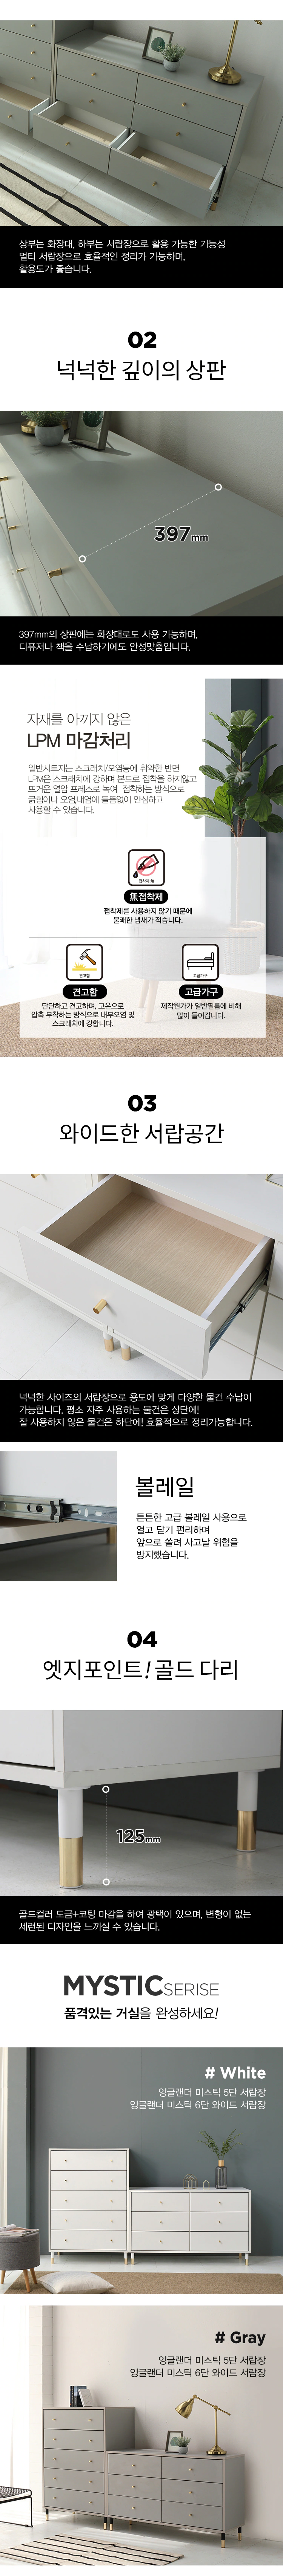 상부는 화장대, 하부는 서랍장으로 활용 가능한 기능성
멀티 서랍장으로 효율적인 정리가 가능하며,
활용도가 좋습니다.
02
넉넉한 깊이의 상판
397mm
397mm의 상판에는 화장대로도 사용 가능하며,
디퓨저나 책을 수납하기에도 안성맞춤입니다.
자재를 아끼지 않은
LPM 마감처리
일반시트지는 스크래치/오염등에 취약한 반면
LPM은 스크래치에 강하며 본드로 접착을 하지않고
뜨거운 열압 프레스로 녹여 접착하는 방식으로
긁힘이나 오염,내염에 들뜸없이 안심하고
사용할 수 있습니다.
접착제 無
無접착제
접착제를 사용하지 않기 때문에
불쾌한 냄새가 적습니다.
견고함
견고함
단단하고 견고하며, 고온으로
압축 부착하는 방식으로 내부오염 및
스크래치에 강합니다.
고급가구
고급가구
제작원가가 일반필름에 비해
많이 들어갑니다.
03
와이드한 서랍공간
넉넉한 사이즈의 서랍장으로 용도에 맞게 다양한 물건 수납이
가능합니다. 평소 자주 사용하는 물건은 상단에!
잘 사용하지 않은 물건은 하단에! 효율적으로 정리가능합니다.
볼레일
튼튼한 고급 볼레일 사용으로
열고 닫기 편리하며
앞으로 쏠려 사고날 위험을
방지했습니다.
04
엣지포인트! 골드 다리
125mm
골드컬러 도금+코팅 마감을 하여 광택이 있으며, 변형이 없는
세련된 디자인을 느끼실 수 있습니다.
MYSTIC SERISE
품격있는 거실을 완성하세요!
# White
잉글랜더 미스틱 5단 서랍장
잉글랜더 미스틱 6단 와이드 서랍장
# Gray
잉글랜더 미스틱 5단 서랍장
잉글랜더 미스틱 6단 와이드 서랍장